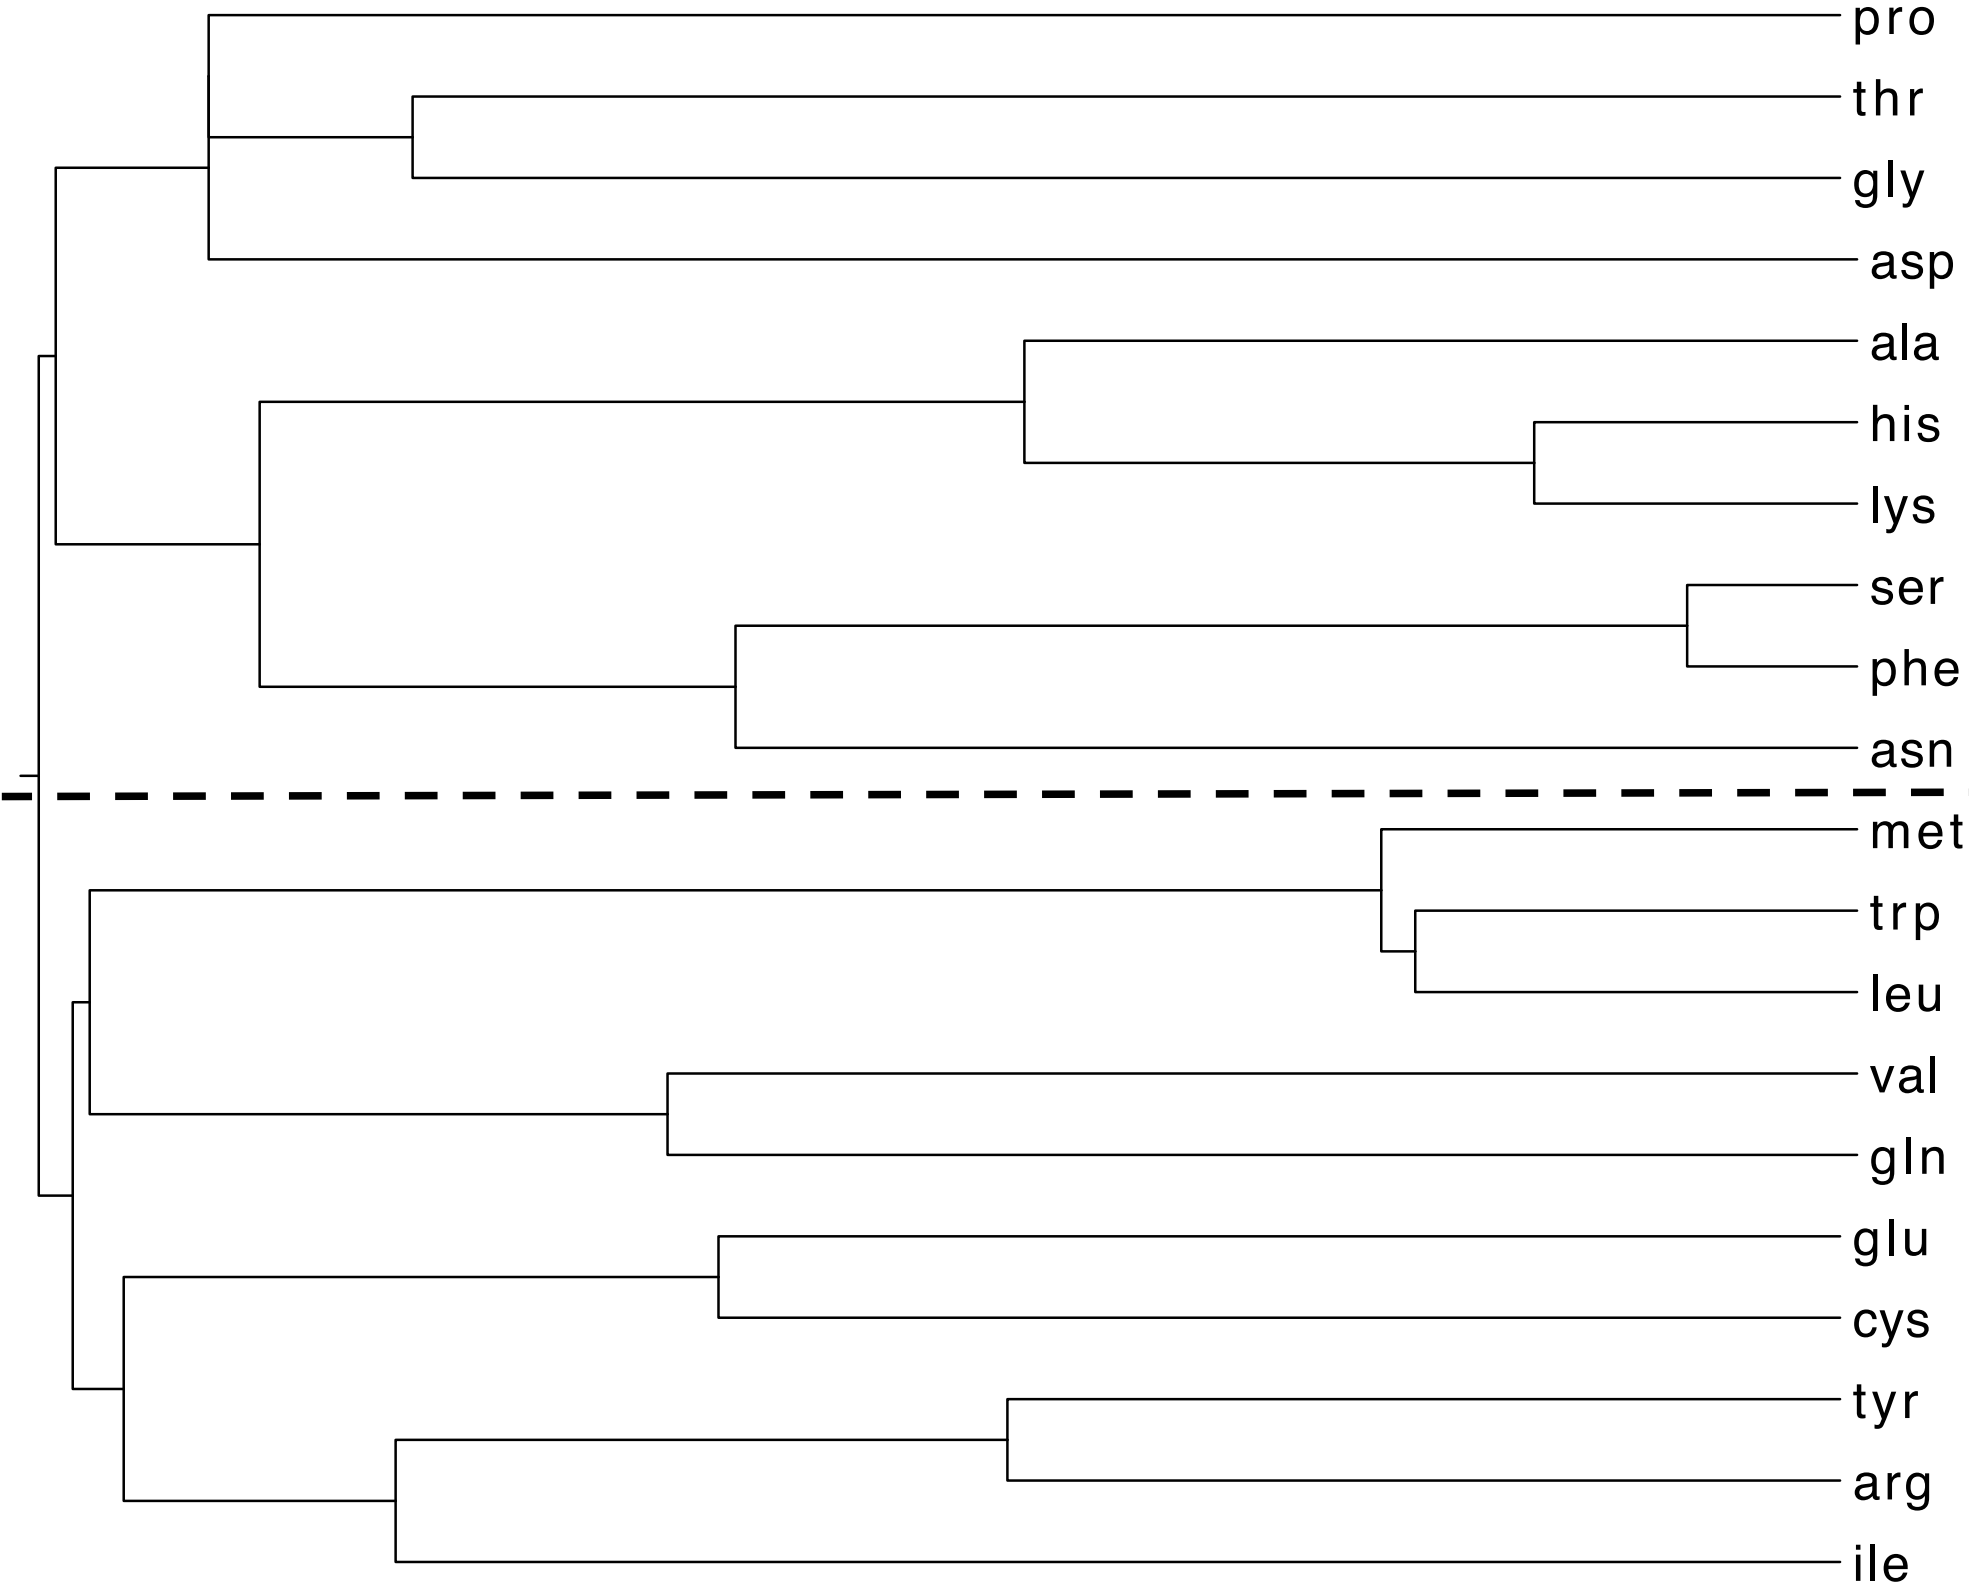 pro
thr
gly
asp
ala
his
lys
ser
phe
asn
met
trp
leu
val
gln
glu
cys
tyr
arg
ile